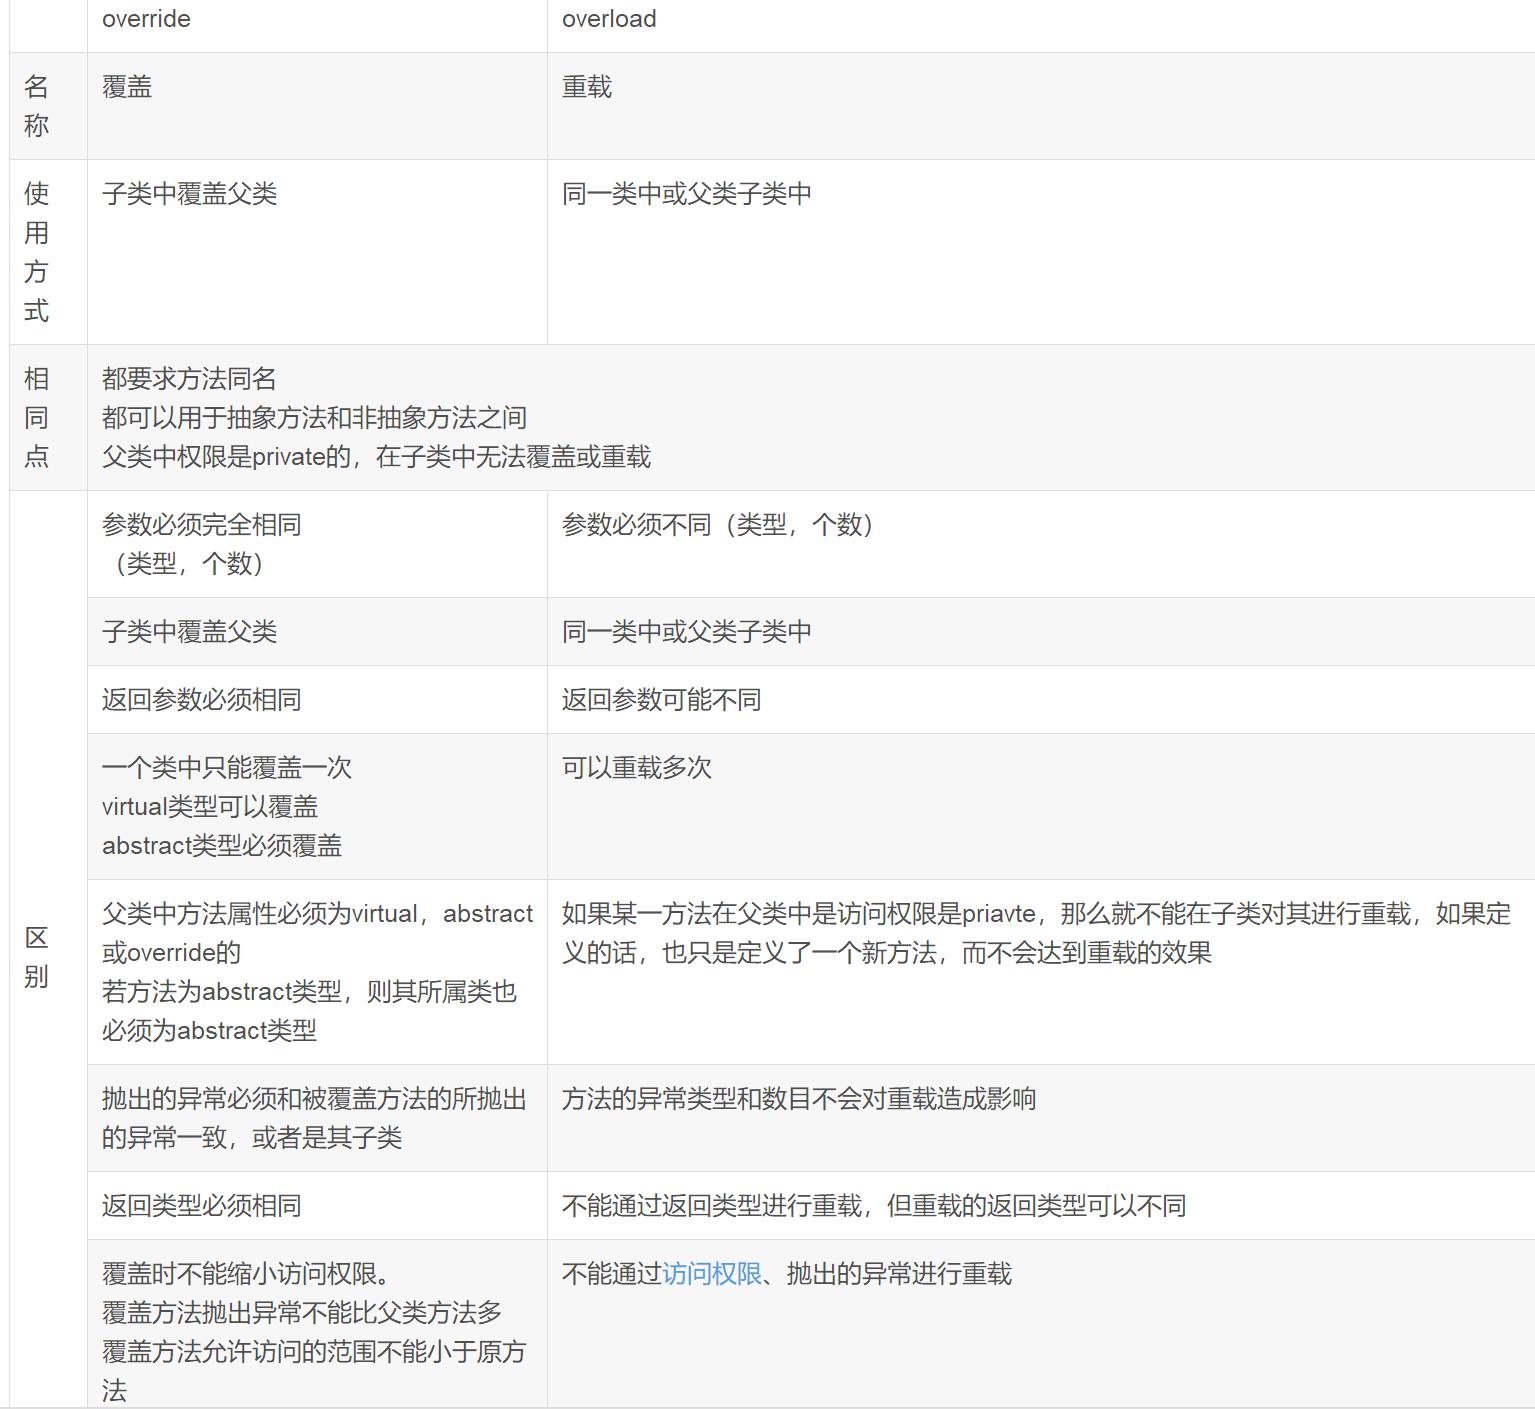 override
overload
名
称
覆盖
重载
使
用
方
式
子类中覆盖父类
同一类中或父类子类中
相
同
点
都要求方法同名
都可以用于抽象方法和非抽象方法之间
父类中权限是private的，在子类中无法覆盖或重载
区
别
参数必须完全相同
（类型，个数）
参数必须不同（类型，个数）
子类中覆盖父类
同一类中或父类子类中
返回参数必须相同
返回参数可能不同
一个类中只能覆盖一次
virtual类型可以覆盖
abstract类型必须覆盖
可以重载多次
父类中方法属性必须为virtual，abstract
或override的
若方法为abstract类型，则其所属类也
必须为abstract类型
如果某一方法在父类中是访问权限是priavte，那么就不能在子类对其进行重载，如果定
义的话，也只是定义了一个新方法，而不会达到重载的效果
抛出的异常必须和被覆盖方法的所抛出
的异常一致，或者是其子类
方法的异常类型和数目不会对重载造成影响
返回类型必须相同
不能通过返回类型进行重载，但重载的返回类型可以不同
覆盖时不能缩小访问权限。
覆盖方法抛出异常不能比父类方法多
覆盖方法允许访问的范围不能小于原方
法
不能通过访问权限、抛出的异常进行重载